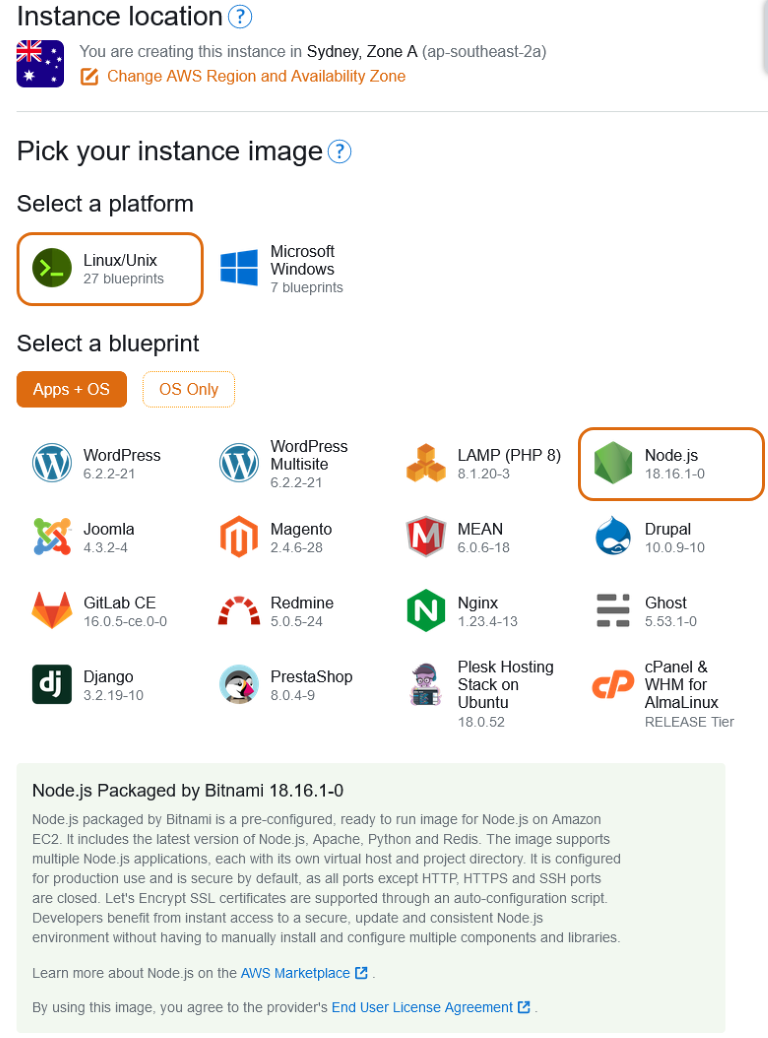 Instance location ?
You are creating this instance in Sydney, Zone A (ap-southeast-2a)
Change AWS Region and Availability Zone
Pick your instance image ?
Select a platform
Linux/Unix
27 blueprints
Microsoft
Windows
7 blueprints
Select a blueprint
Apps + OS
OS Only
WordPress
6.2.2-21
WordPress
Multisite
6.2.2-21
LAMP (PHP 8)
8.1.20-3
Node.js
18.16.1-0
Joomla
4.3.2-4
Magento
2.4.6-28
MEAN
6.0.6-18
Drupal
10.0.9-10
GitLab CE
16.0.5-ce.0-0
Redmine
5.0.5-24
Nginx
1.23.4-13
Ghost
5.53.1-0
dj
Django
3.2.19-10
PrestaShop
8.0.4-9
Plesk Hosting
Stack on
Ubuntu
18.0.52
cP
cPanel &
WHM for
AlmaLinux
RELEASE Tier
Node.js Packaged by Bitnami 18.16.1-0
Node.js packaged by Bitnami is a pre-configured, ready to run image for Node.js on Amazon
EC2. It includes the latest version of Node.js, Apache, Python and Redis. The image supports
multiple Node.js applications, each with its own virtual host and project directory. It is configured
for production use and is secure by default, as all ports except HTTP, HTTPS and SSH ports
are closed. Let's Encrypt SSL certificates are supported through an auto-configuration script.
Developers benefit from instant access to a secure, update and consistent Node.js
environment without having to manually install and configure multiple components and libraries.
Learn more about Node.js on the AWS Marketplace .
By using this image, you agree to the provider's End User License Agreement .